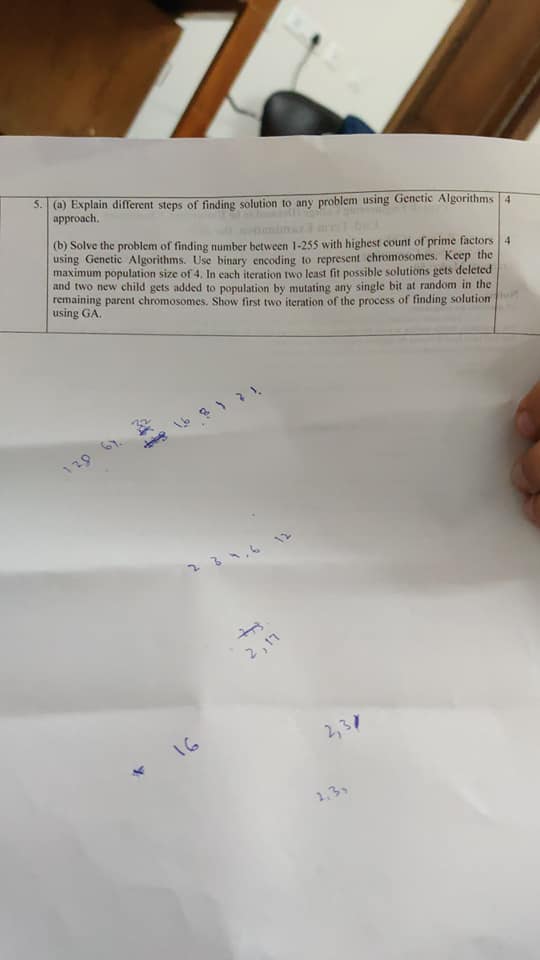 5. (a) Explain different steps of finding solution to any problem using Genetic Algorithms 4
approach.
(b) Solve the problem of finding number between 1-255 with highest count of prime factors 4
using Genetic Algorithms. Use binary encoding to represent chromosomes. Keep the
maximum population size of 4. In each iteration two least fit possible solutions gets deleted
and two new child gets added to population by mutating any single bit at random in the
remaining parent chromosomes. Show first two iteration of the process of finding solution
using GA.
32
128 64 16 8 4 2 1
2 3 4, 6 12
2, 17
16
2, 31
2, 3,